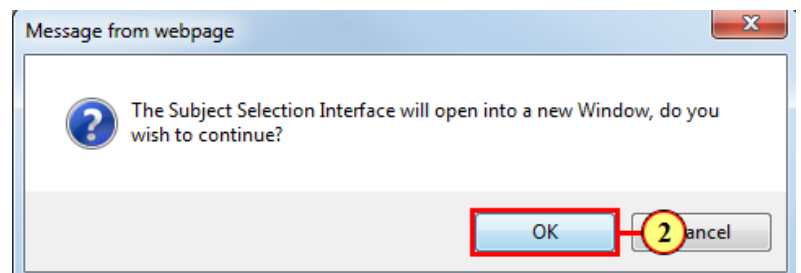 Message from webpage
The Subject Selection Interface will open into a new Window, do you
wish to continue?
OK
2
ancel